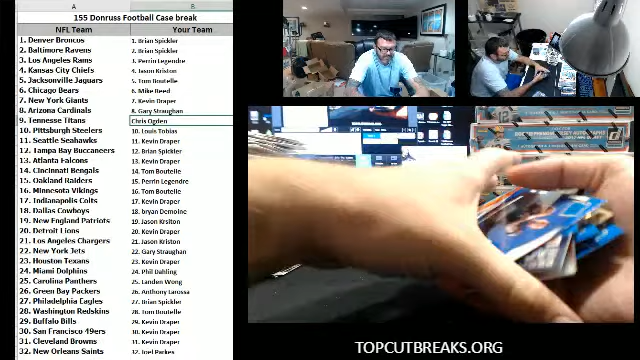 A B
155 Donruss Football Case break
NFL Team Your Team
1. Denver Broncos 1. Brian Spickler
2. Baltimore Ravens 2. Brian Spickler
3. Los Angeles Rams 3. Perrin Legendre
4. Kansas City Chiefs 4. Jason Kriston
5. Jacksonville Jaguars 5. Tom Boutelle
6. Chicago Bears 6. Mike Reed
7. New York Giants 7. Kevin Draper
8. Arizona Cardinals 8. Gary Straughan
9. Tennesse Titans Chris Ogden
10. Pittsburgh Steelers 10. Louis Tobias
11. Seattle Seahawks 11. Kevin Draper
12. Tampa Bay Buccaneers 12. Brian Spickler
13. Atlanta Falcons 13. Kevin Draper
14. Cincinnati Bengals 14. Tom Boutelle
15. Oakland Raiders 15. Perrin Legendre
16. Minnesota Vikings 16. Tom Boutelle
17. Indianapolis Colts 17. Kevin Draper
18. Dallas Cowboys 18. bryan Demoine
19. New England Patriots 19. Jason Kriston
20. Detroit Lions 20. Kevin Draper
21. Los Angeles Chargers 21. Jason Kriston
22. New York Jets 22. Gary Straughan
23. Houston Texans 23. Kevin Draper
24. Miami Dolphins 24. Phil Dahling
25. Carolina Panthers 25. Landen Wong
26. Green Bay Packers 26. Anthony Larossa
27. Philadelphia Eagles 27. Brian Spickler
28. Washington Redskins 28. Tom Boutelle
29. Buffalo Bills 29. Kevin Draper
30. San Francisco 49ers 30. Kevin Draper
31. Cleveland Browns 31. Kevin Draper
32. New Orleans Saints 32. Joel Parkes
TOPCUTBREAKS.ORG